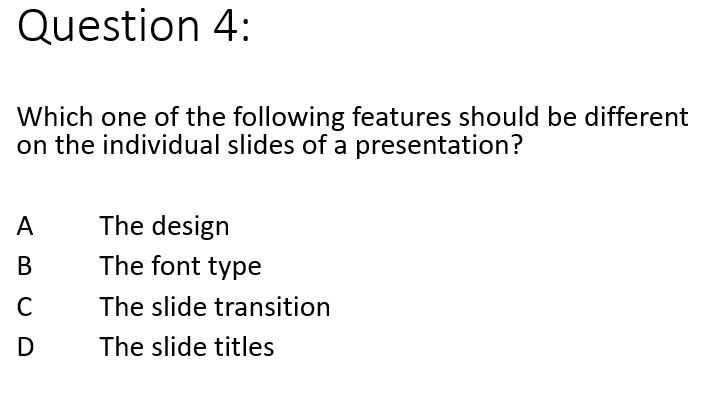 Question 4:
Which one of the following features should be different
on the individual slides of a presentation?
A The design
B The font type
C The slide transition
D The slide titles